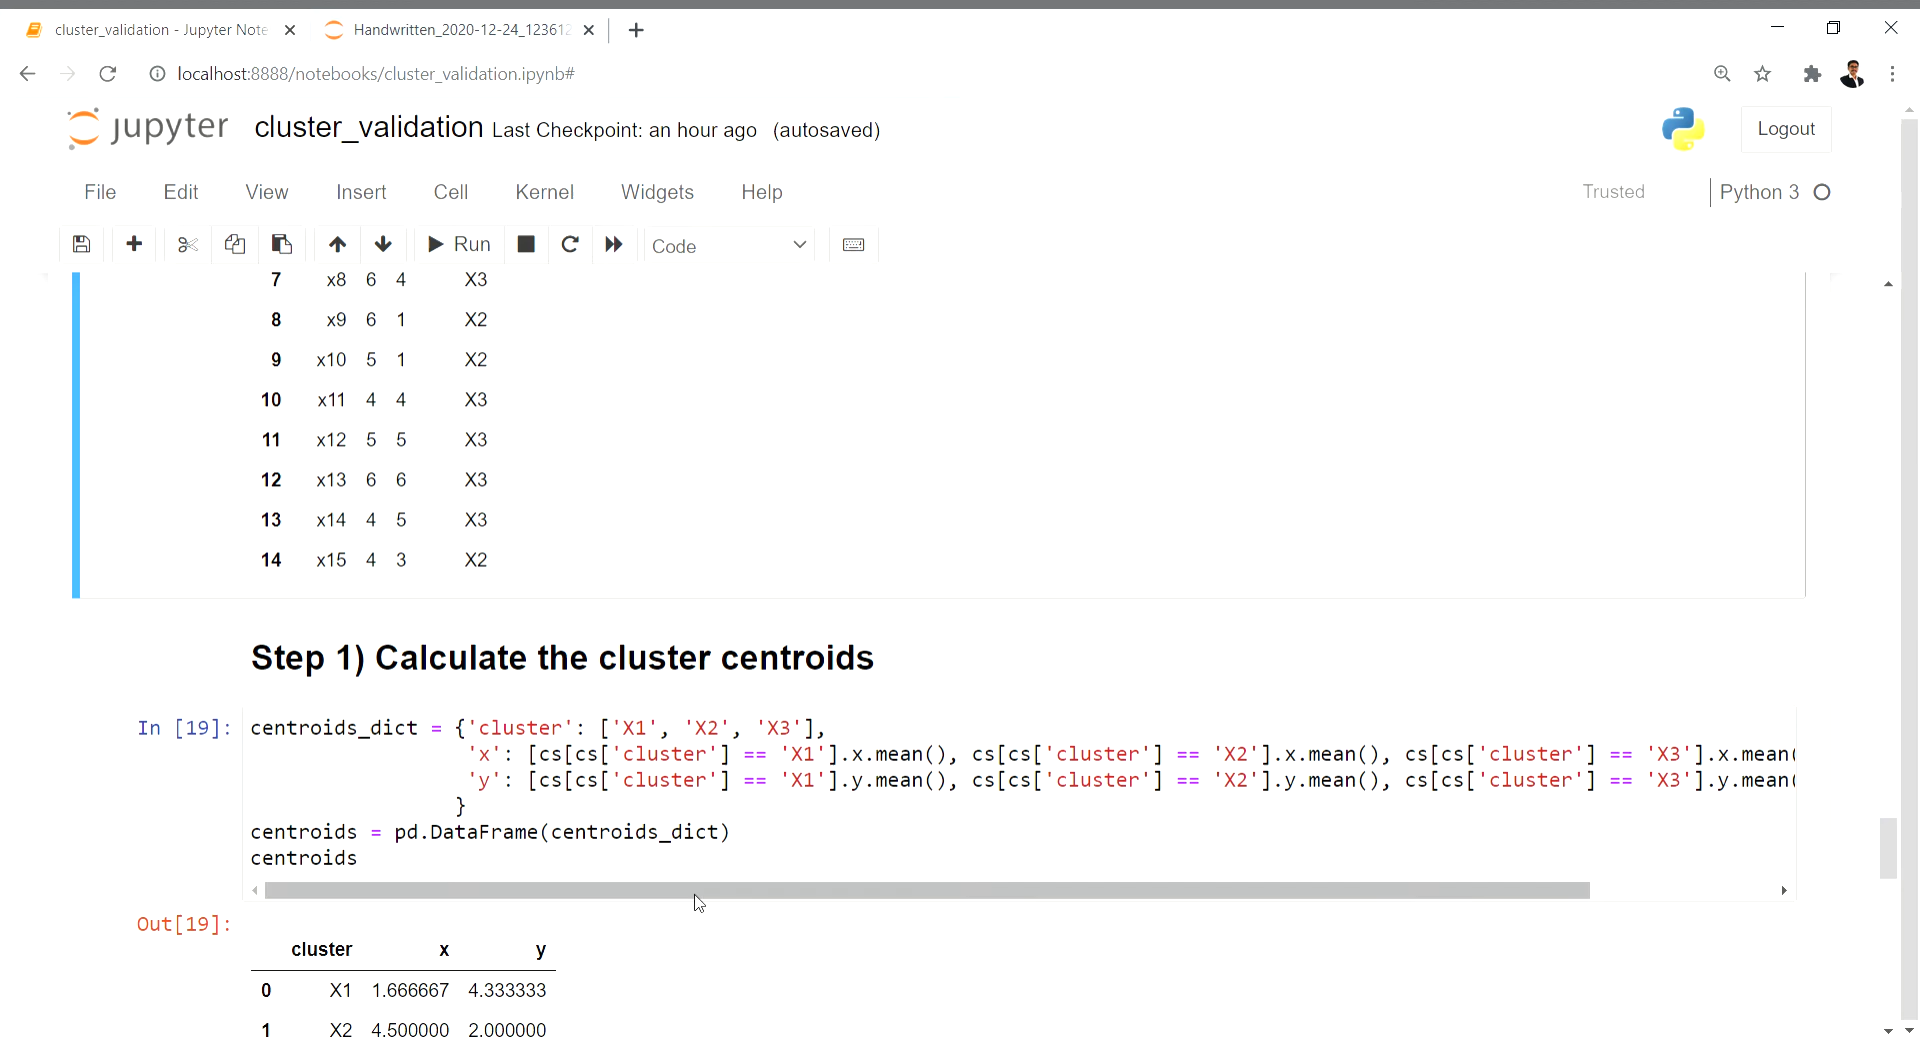 cluster_validation - Jupyter Note
Handwritten_2020-12-24_123612
localhost:8888/notebooks/cluster_validation.ipynb#
jupyter cluster_validation Last Checkpoint: an hour ago (autosaved)
Logout
File Edit View Insert Cell Kernel Widgets Help
Trusted
Python 3
Run
Code
7 x8 6 4 X3
8 x9 6 1 X2
9 x10 5 1 X2
10 x11 4 4 X3
11 x12 5 5 X3
12 x13 6 6 X3
13 x14 4 5 X3
14 x15 4 3 X2
Step 1) Calculate the cluster centroids
In [19]: centroids_dict = {'cluster': ['X1', 'X2', 'X3'],
'x': [cs[cs['cluster'] == 'X1'].x.mean(), cs[cs['cluster'] == 'X2'].x.mean(), cs[cs['cluster'] == 'X3'].x.mean(
'y': [cs[cs['cluster'] == 'X1'].y.mean(), cs[cs['cluster'] == 'X2'].y.mean(), cs[cs['cluster'] == 'X3'].y.mean(
}
centroids = pd.DataFrame(centroids_dict)
centroids
Out[19]:
cluster x y
0 X1 1.666667 4.333333
1 X2 4.500000 2.000000